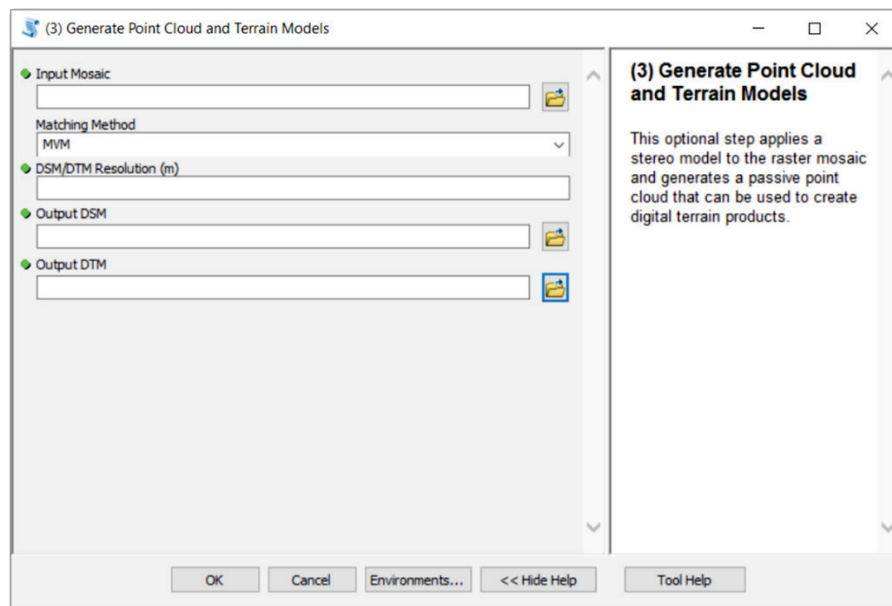 (3) Generate Point Cloud and Terrain Models
Input Mosaic
Matching Method
MVM
DSM/DTM Resolution (m)
Output DSM
Output DTM
(3) Generate Point Cloud
and Terrain Models
This optional step applies a
stereo model to the raster mosaic
and generates a passive point
cloud that can be used to create
digital terrain products.
OK
Cancel
Environments...
<< Hide Help
Tool Help